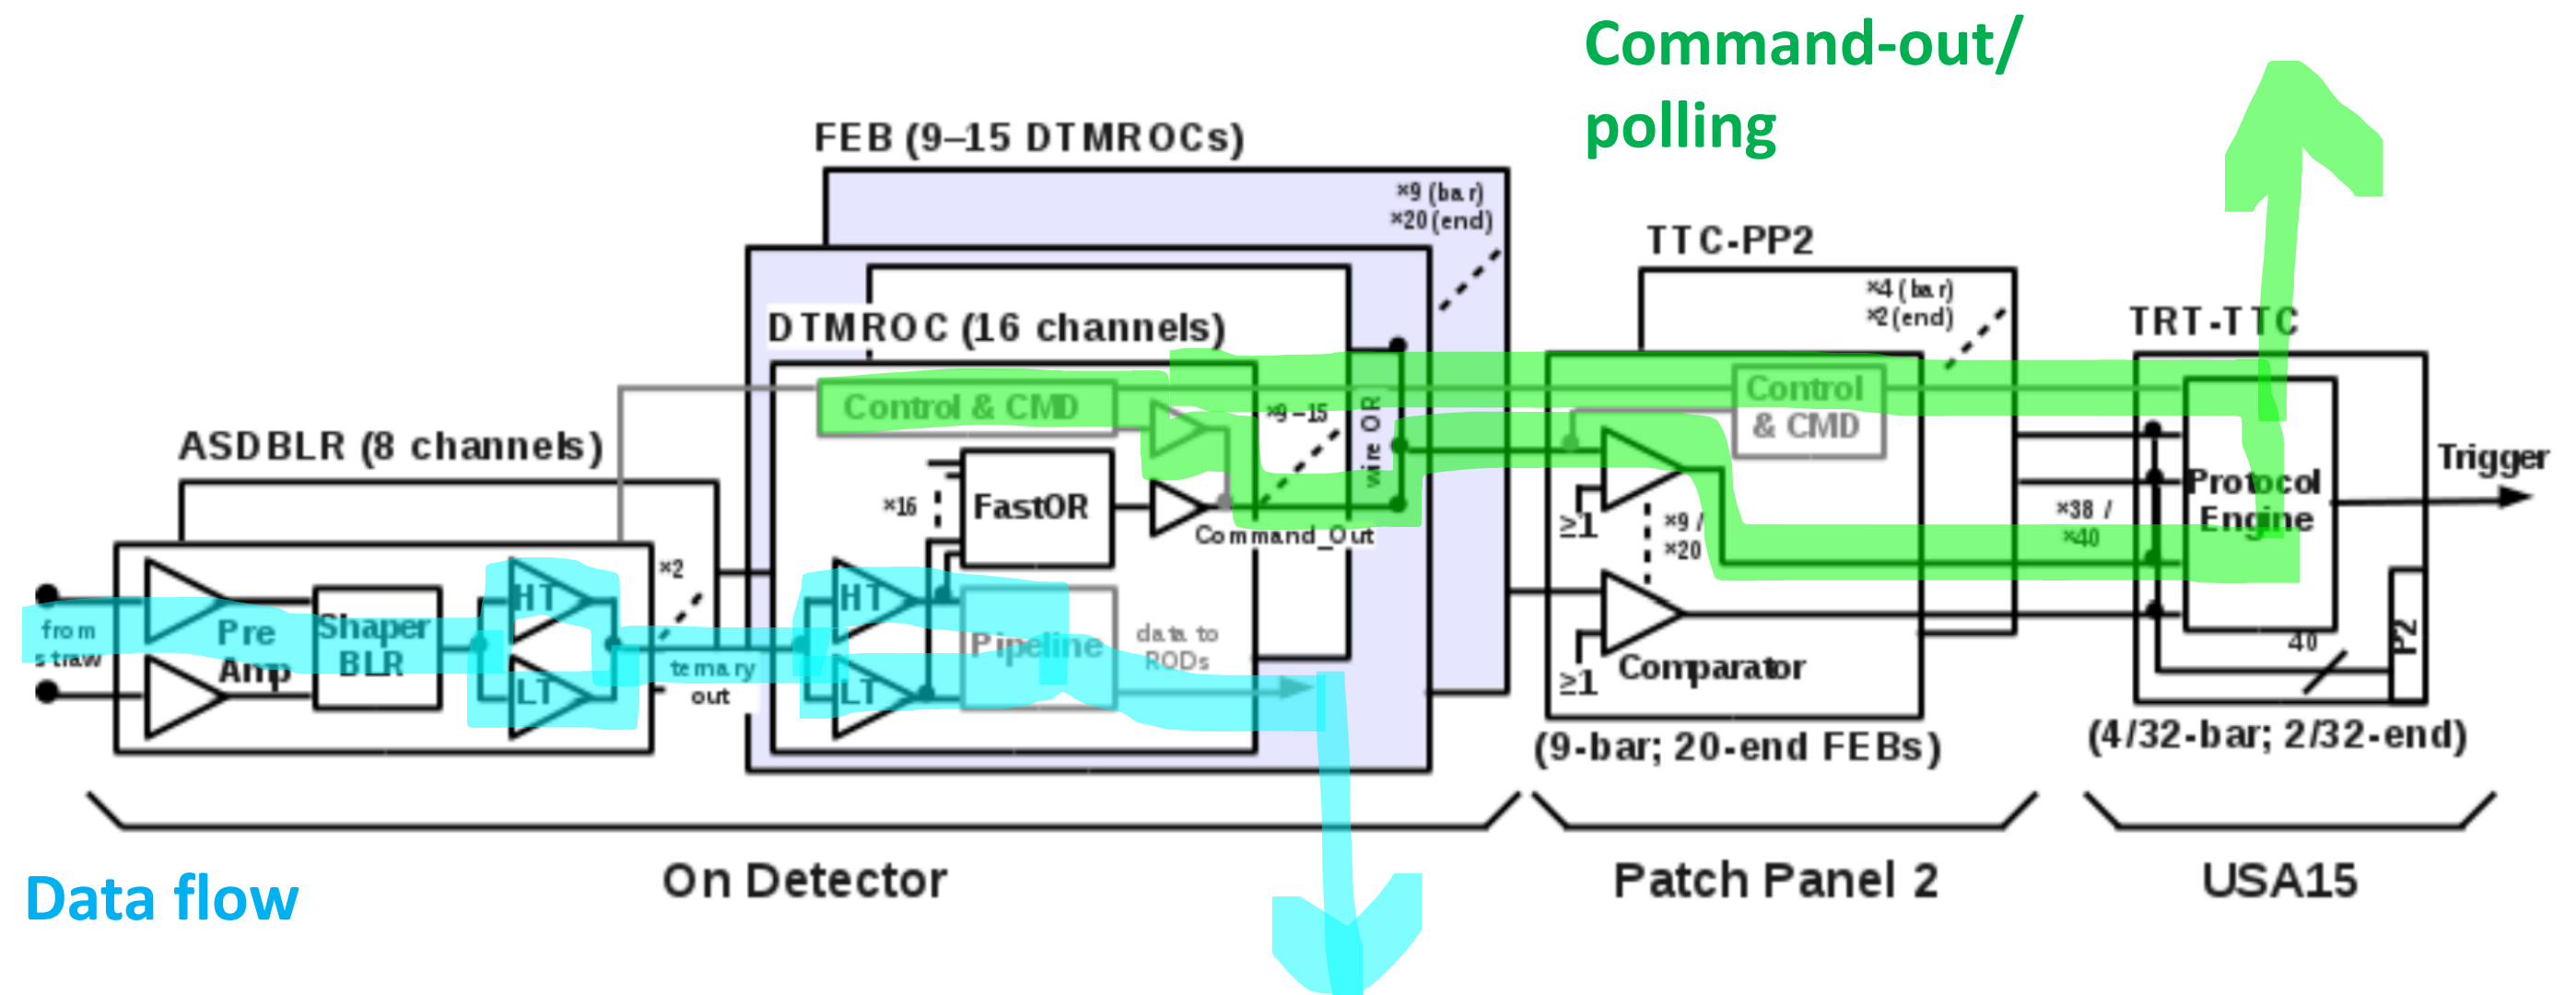 Command-out/
polling
FEB (9–15 DTMROCs)
×9 (bar)
×20 (end)
TTC-PP2
×4 (bar)
×2 (end)
DTMROC (16 channels)
TRT-TTC
Control & CMD
Control
& CMD
×9–15
wire OR
ASDBLR (8 channels)
Trigger
FastOR
×16
Protocol
Engine
Command_Out
≥1
×9 /
×20
×38 /
×40
×2
HT
HT
from
straw
Pre
Amp
Shaper
BLR
Pipeline
data to
RODs
ternary
out
LT
LT
≥1
Comparator
40
P2
(9-bar; 20-end FEBs)
(4/32-bar; 2/32-end)
Data flow
On Detector
Patch Panel 2
USA15